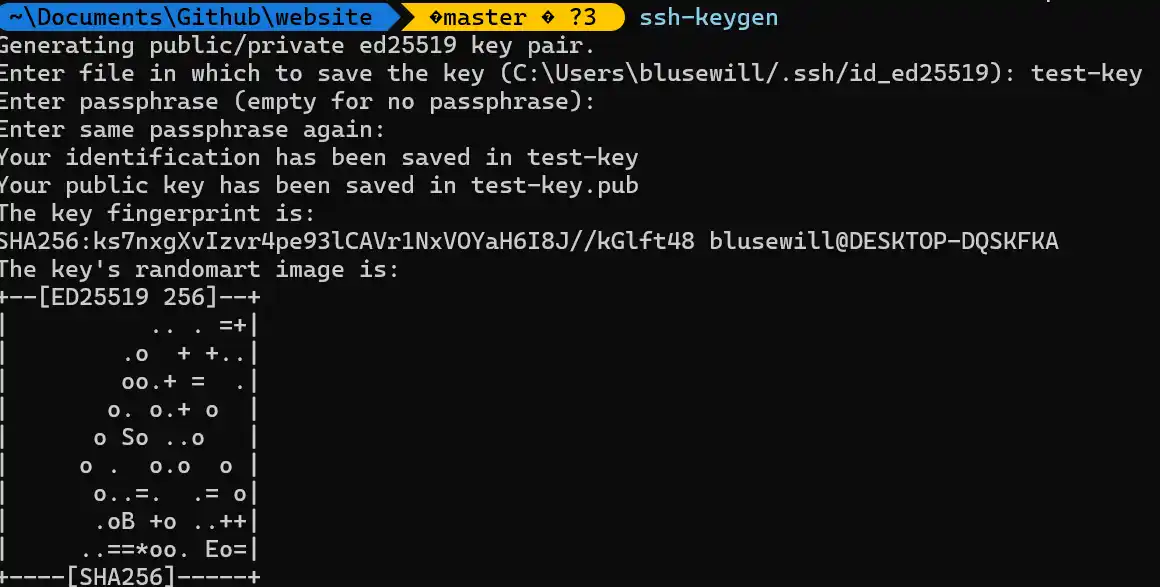 ~\Documents\Github\website �master � ?3 ssh-keygen
Generating public/private ed25519 key pair.
Enter file in which to save the key (C:\Users\blusewill/.ssh/id_ed25519): test-key
Enter passphrase (empty for no passphrase):
Enter same passphrase again:
Your identification has been saved in test-key
Your public key has been saved in test-key.pub
The key fingerprint is:
SHA256:ks7nxgXvIzvr4pe93lCAVr1NxVOYaH6I8J//kGlft48 blusewill@DESKTOP-DQSKFKA
The key's randomart image is:
+--[ED25519 256]--+
|          .. . =+|
|        .o  + +..|
|        oo.+ =  .|
|       o. o.+ o  |
|      o So ..o   |
|     o .  o.o  o |
|      o..=.  .= o|
|      .oB +o ..++|
|     ..==*oo. Eo=|
+----[SHA256]-----+